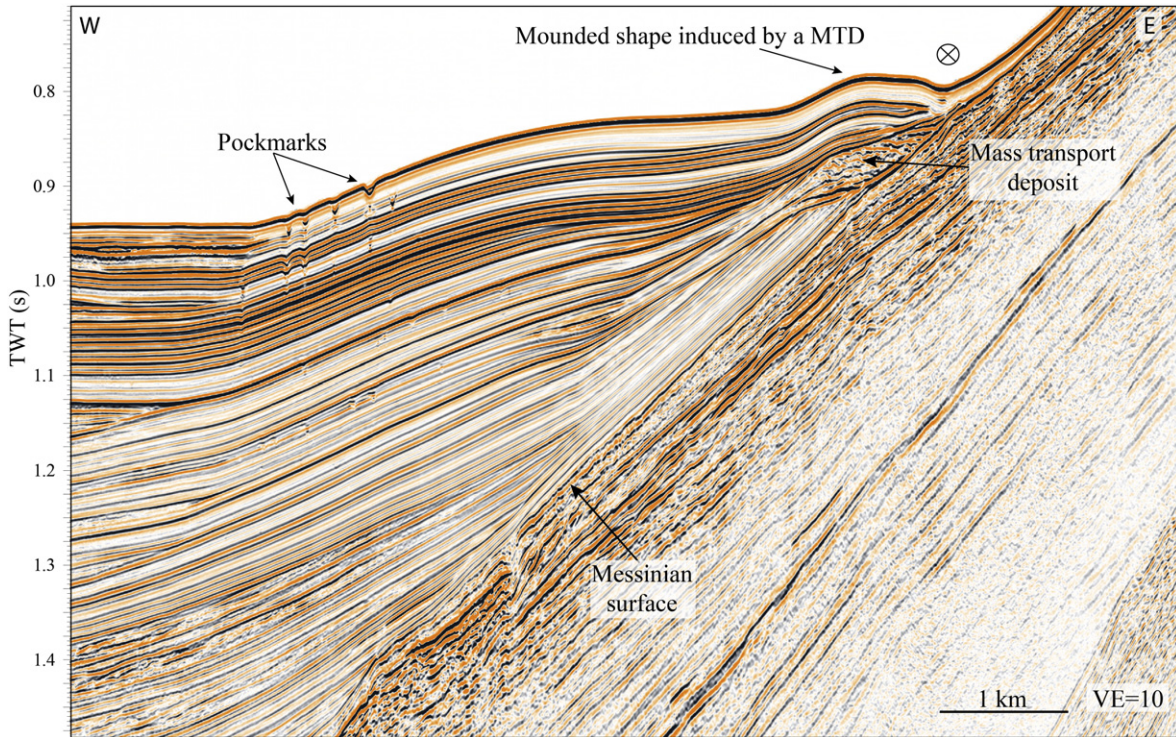 W
E
Mounded shape induced by a MTD
0.8
Pockmarks
Mass transport
deposit
0.9
1.0
TWT (s)
1.1
1.2
1.3
Messinian
surface
1.4
1 km
VE=10